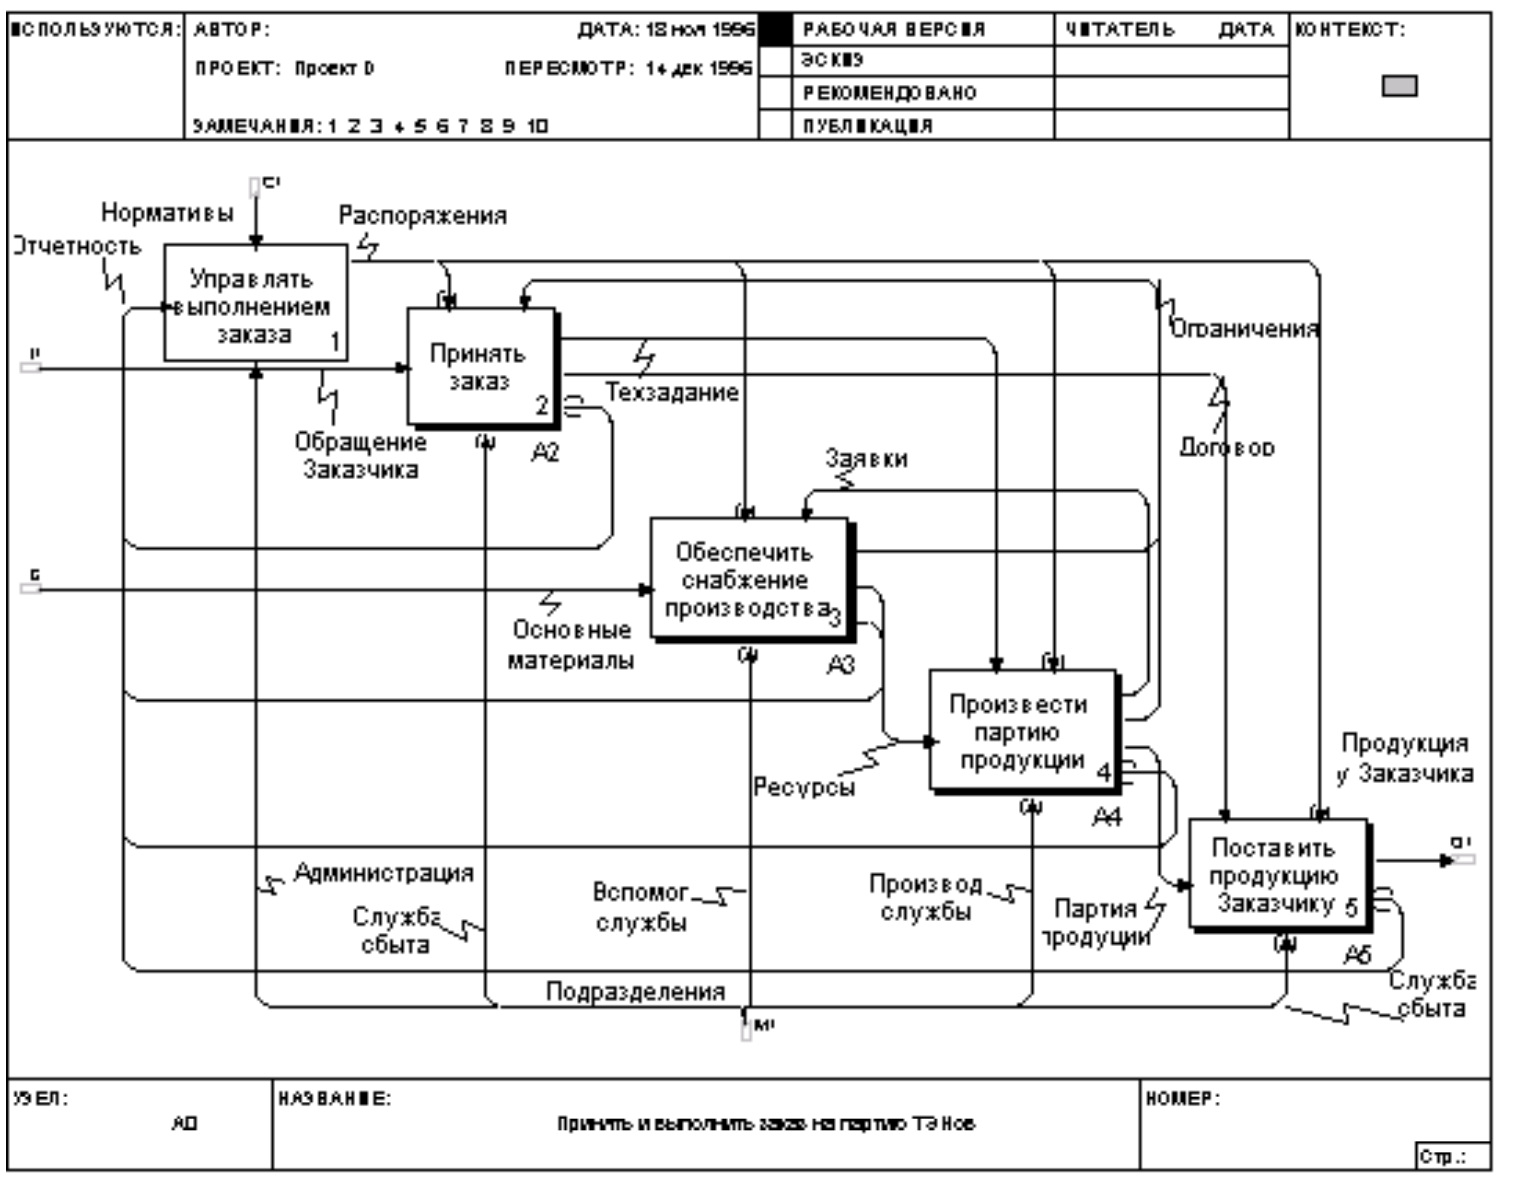 ИСПОЛЬЗУЮТСЯ:
АВТОР:
ДАТА: 18 ноя 1996
ПРОЕКТ: Проект 0
ПЕРЕСМОТР: 14 дек 1996
ЗАМЕЧАНИЯ: 1 2 3 4 5 6 7 8 9 10
РАБОЧАЯ ВЕРСИЯ
ЭСКИЗ
РЕКОМЕНДОВАНО
ПУБЛИКАЦИЯ
ЧИТАТЕЛЬ ДАТА
КОНТЕКСТ:
C1
Нормативы
Распоряжения
Отчетность
Управлять
выполнением
заказа
1
Ограничения
Принять
заказ
2
A2
Техзадание
Обращение
Заказчика
Договор
Заявки
Обеспечить
снабжение
производства
3
A3
Основные
материалы
Произвести
партию
продукции
4
A4
Ресурсы
Продукция
у Заказчика
Поставить
продукцию
Заказчику
5
A5
O1
Администрация
Служба
сбыта
Вспомог
службы
Производ
службы
Партия
продуции
Подразделения
M1
Служба
сбыта
УЗЕЛ:
A0
НАЗВАНИЕ:
Принять и выполнить заказ на партию ТЭНов
НОМЕР:
Стр.: